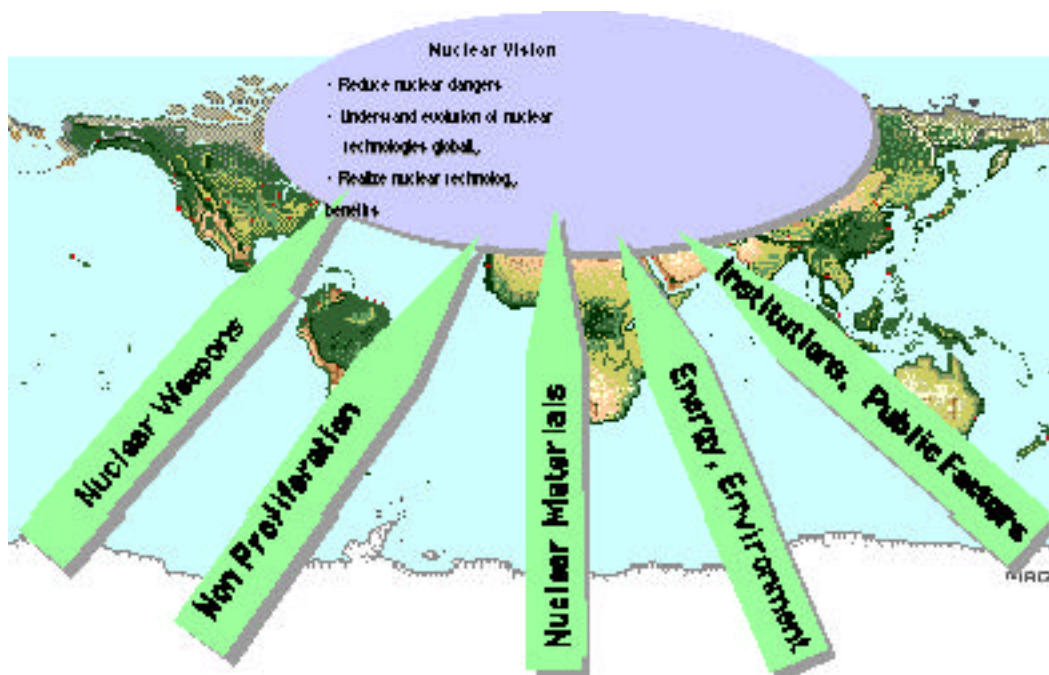 Nuclear Vision
· Reduce nuclear dangers
· Understand evolution of nuclear
technologies globally
· Realize nuclear technology
benefits
Nuclear Weapons
Non Proliferation
Nuclear Materials
Energy, Environment
Institutions, Public Factors